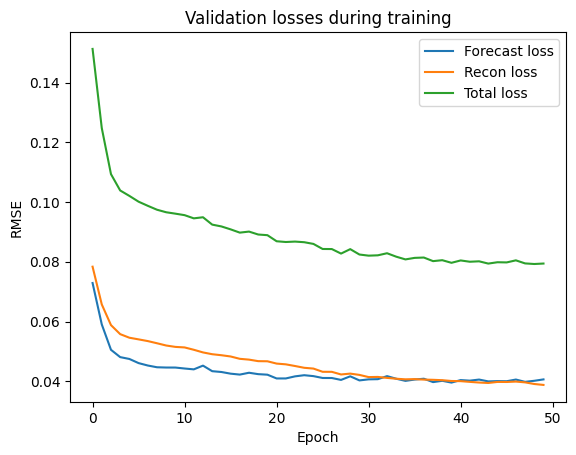 Validation losses during training
Forecast loss
Recon loss
Total loss
RMSE
0.14
0.12
0.10
0.08
0.06
0.04
0 10 20 30 40 50
Epoch